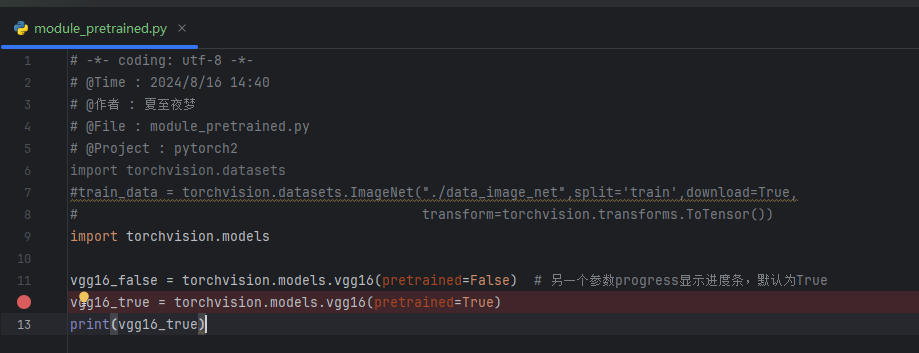 module_pretrained.py
1 # -*- coding: utf-8 -*-
2 # @Time : 2024/8/16 14:40
3 # @作者 : 夏至夜梦
4 # @File : module_pretrained.py
5 # @Project : pytorch2
6 import torchvision.datasets
7 #train_data = torchvision.datasets.ImageNet("./data_image_net",split='train',download=True,
8 #                                           transform=torchvision.transforms.ToTensor())
9 import torchvision.models
10
11 vgg16_false = torchvision.models.vgg16(pretrained=False)  # 另一个参数progress显示进度条，默认为True
vgg16_true = torchvision.models.vgg16(pretrained=True)
13 print(vgg16_true)